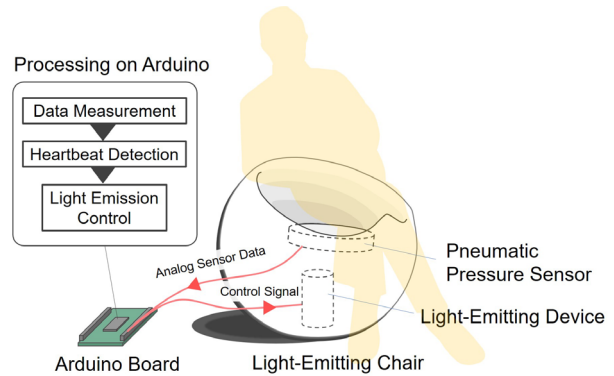 Processing on Arduino
Data Measurement
Heartbeat Detection
Light Emission
Control
Analog Sensor Data
Control Signal
Pneumatic
Pressure Sensor
Light-Emitting Device
Arduino Board
Light-Emitting Chair